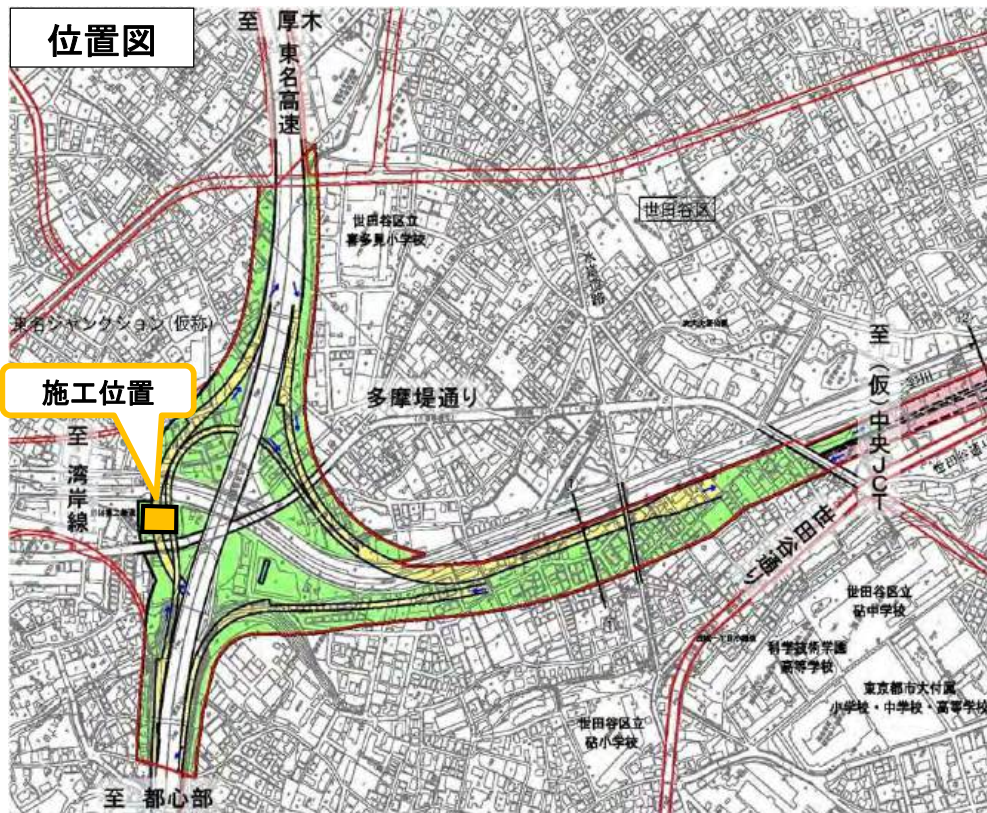 位置図
至 厚木
東名高速
世田谷区立
喜多見小学校
世田谷区
東名ジャンクション(仮称)
施工位置
多摩堤通り
至 (仮)中央JCT
至 湾岸線
世田谷通り
世田谷通り
世田谷区立
砧中学校
科学技術学園
高等学校
東京都市大付属
小学校・中学校・高等学校
世田谷区立
砧小学校
至 都心部